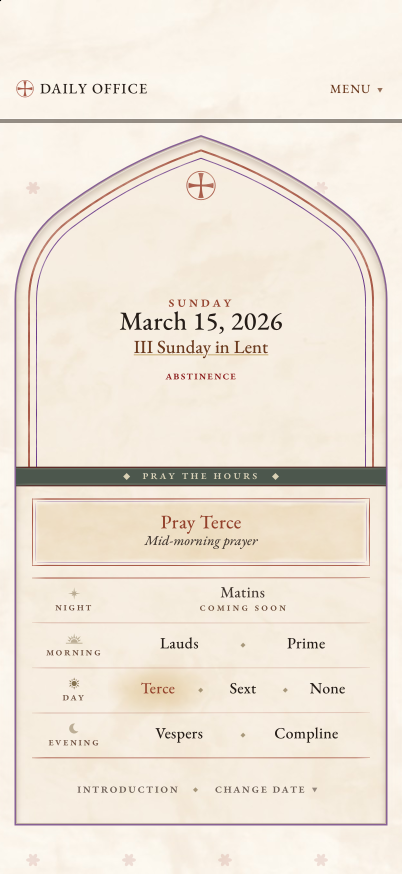 DAILY OFFICE
MENU ▼
SUNDAY
March 15, 2026
III Sunday in Lent
ABSTINENCE
◆ PRAY THE HOURS ◆
Pray Terce
Mid-morning prayer
NIGHT
Matins
COMING SOON
MORNING
Lauds ◆ Prime
DAY
Terce ◆ Sext ◆ None
EVENING
Vespers ◆ Compline
INTRODUCTION ◆ CHANGE DATE ▼